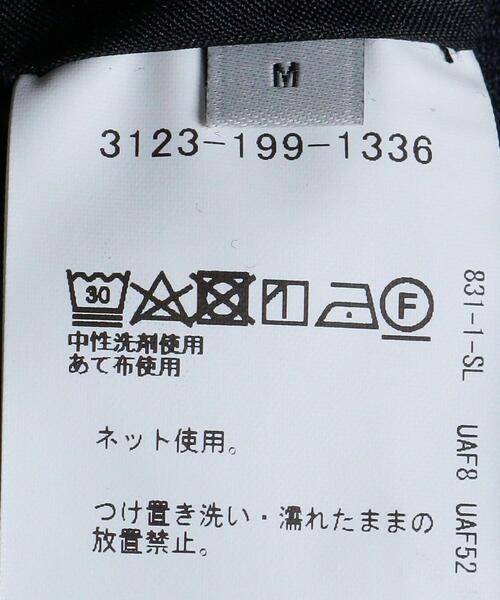 M
3123-199-1336
30
F
中性洗剤使用
あて布使用
ネット使用。
つけ置き洗い・濡れたままの
放置禁止。
831-1-SL UAF8 UAF52